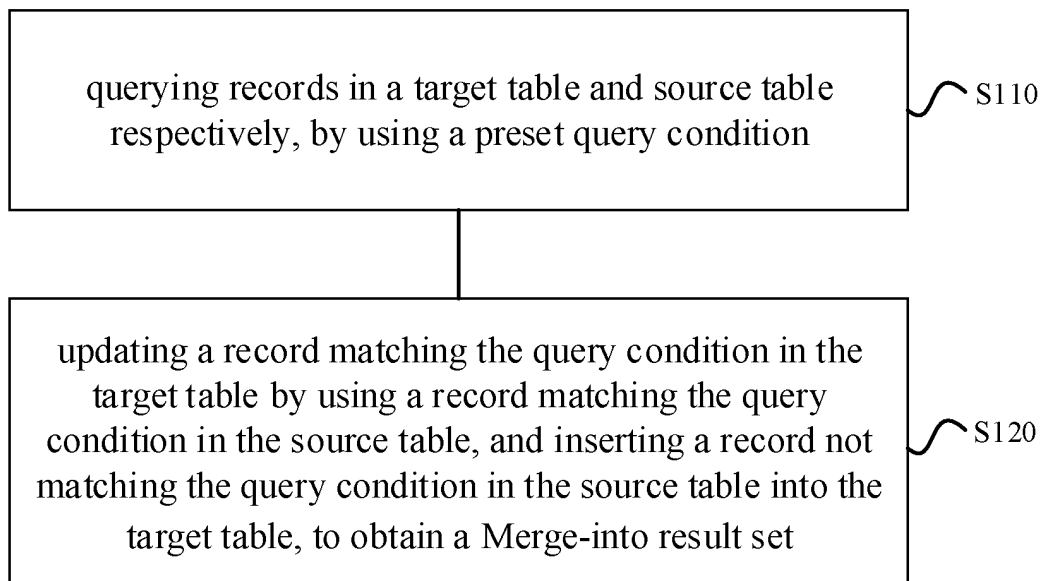 querying records in a target table and source table
respectively, by using a preset query condition
S110
updating a record matching the query condition in the
target table by using a record matching the query
condition in the source table, and inserting a record not
matching the query condition in the source table into the
target table, to obtain a Merge-into result set
S120